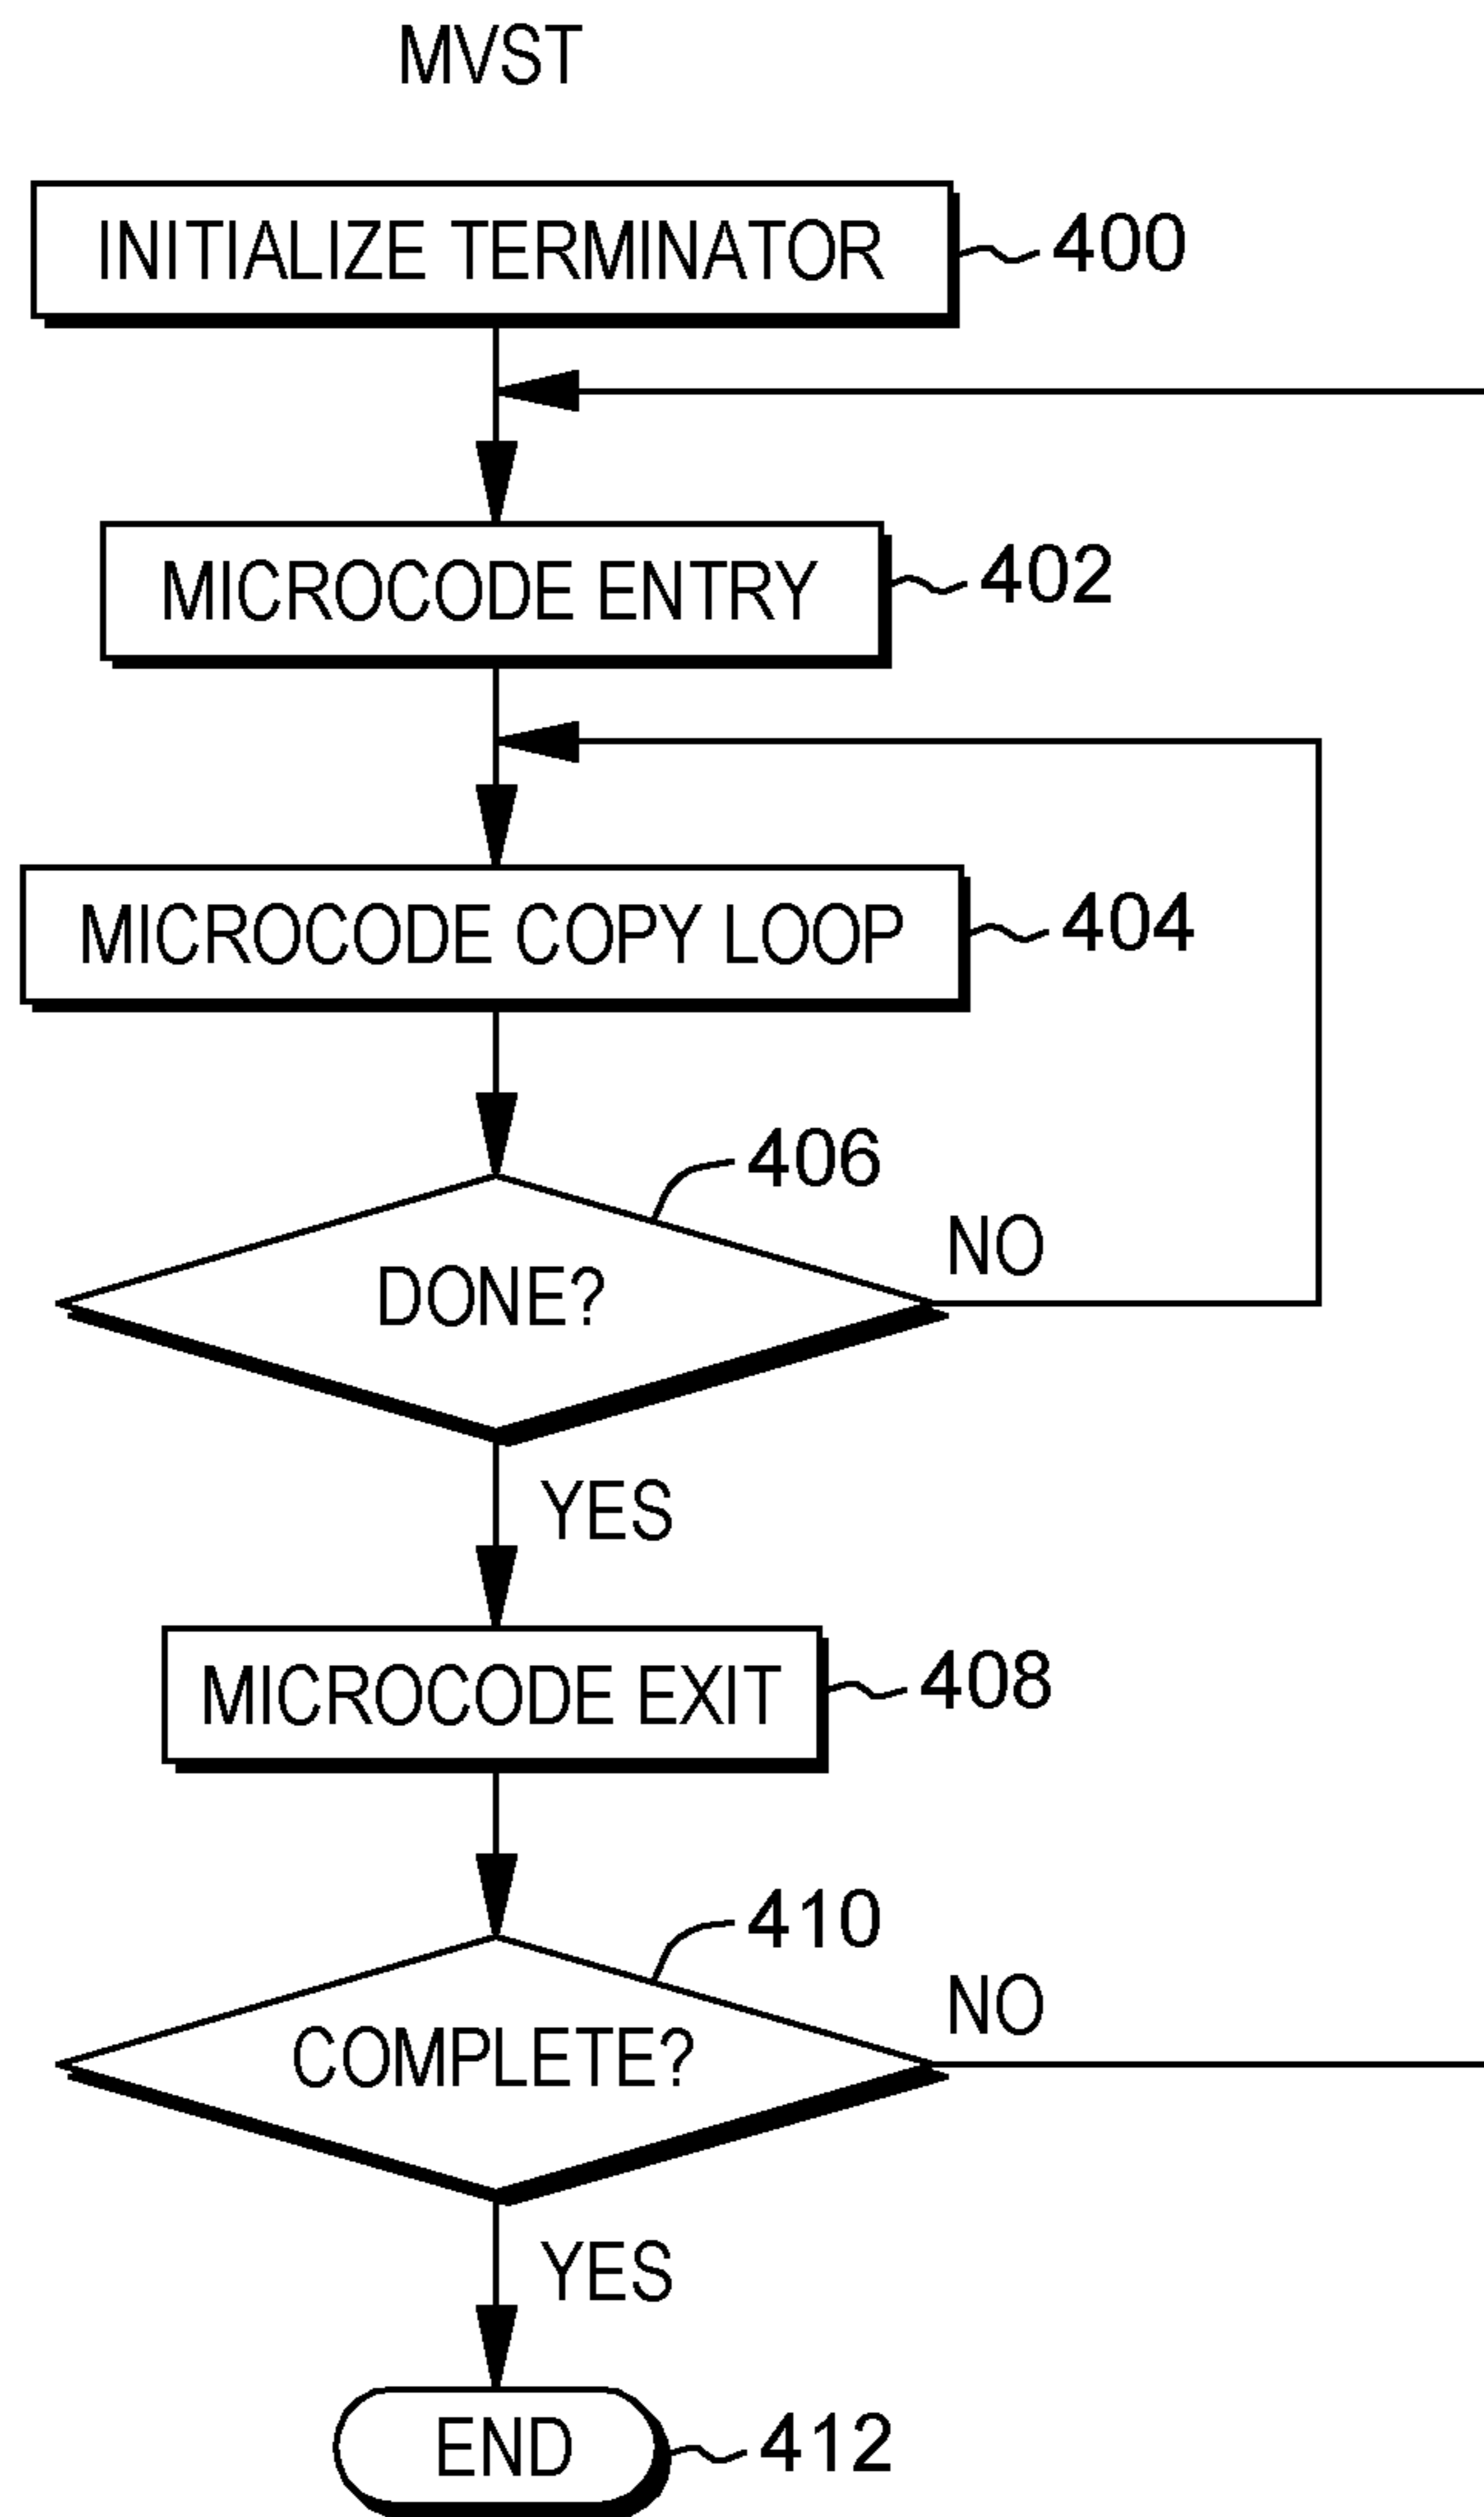 MVST
INITIALIZE TERMINATOR 400
MICROCODE ENTRY 402
MICROCODE COPY LOOP 404
406
DONE?
NO
YES
MICROCODE EXIT 408
410
COMPLETE?
NO
YES
END 412